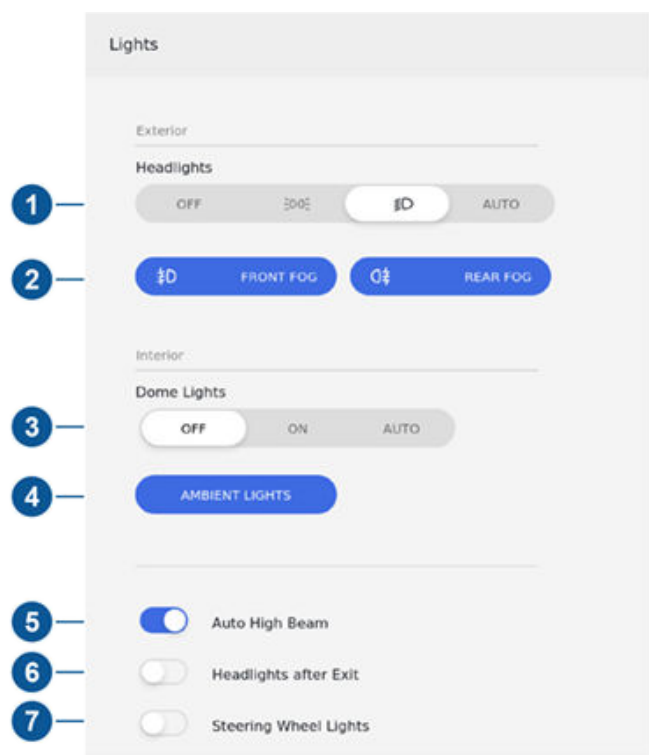 Lights
Exterior
Headlights
1
OFF
AUTO
2
FRONT FOG
REAR FOG
Interior
Dome Lights
3
OFF
ON
AUTO
4
AMBIENT LIGHTS
5
Auto High Beam
6
Headlights after Exit
7
Steering Wheel Lights